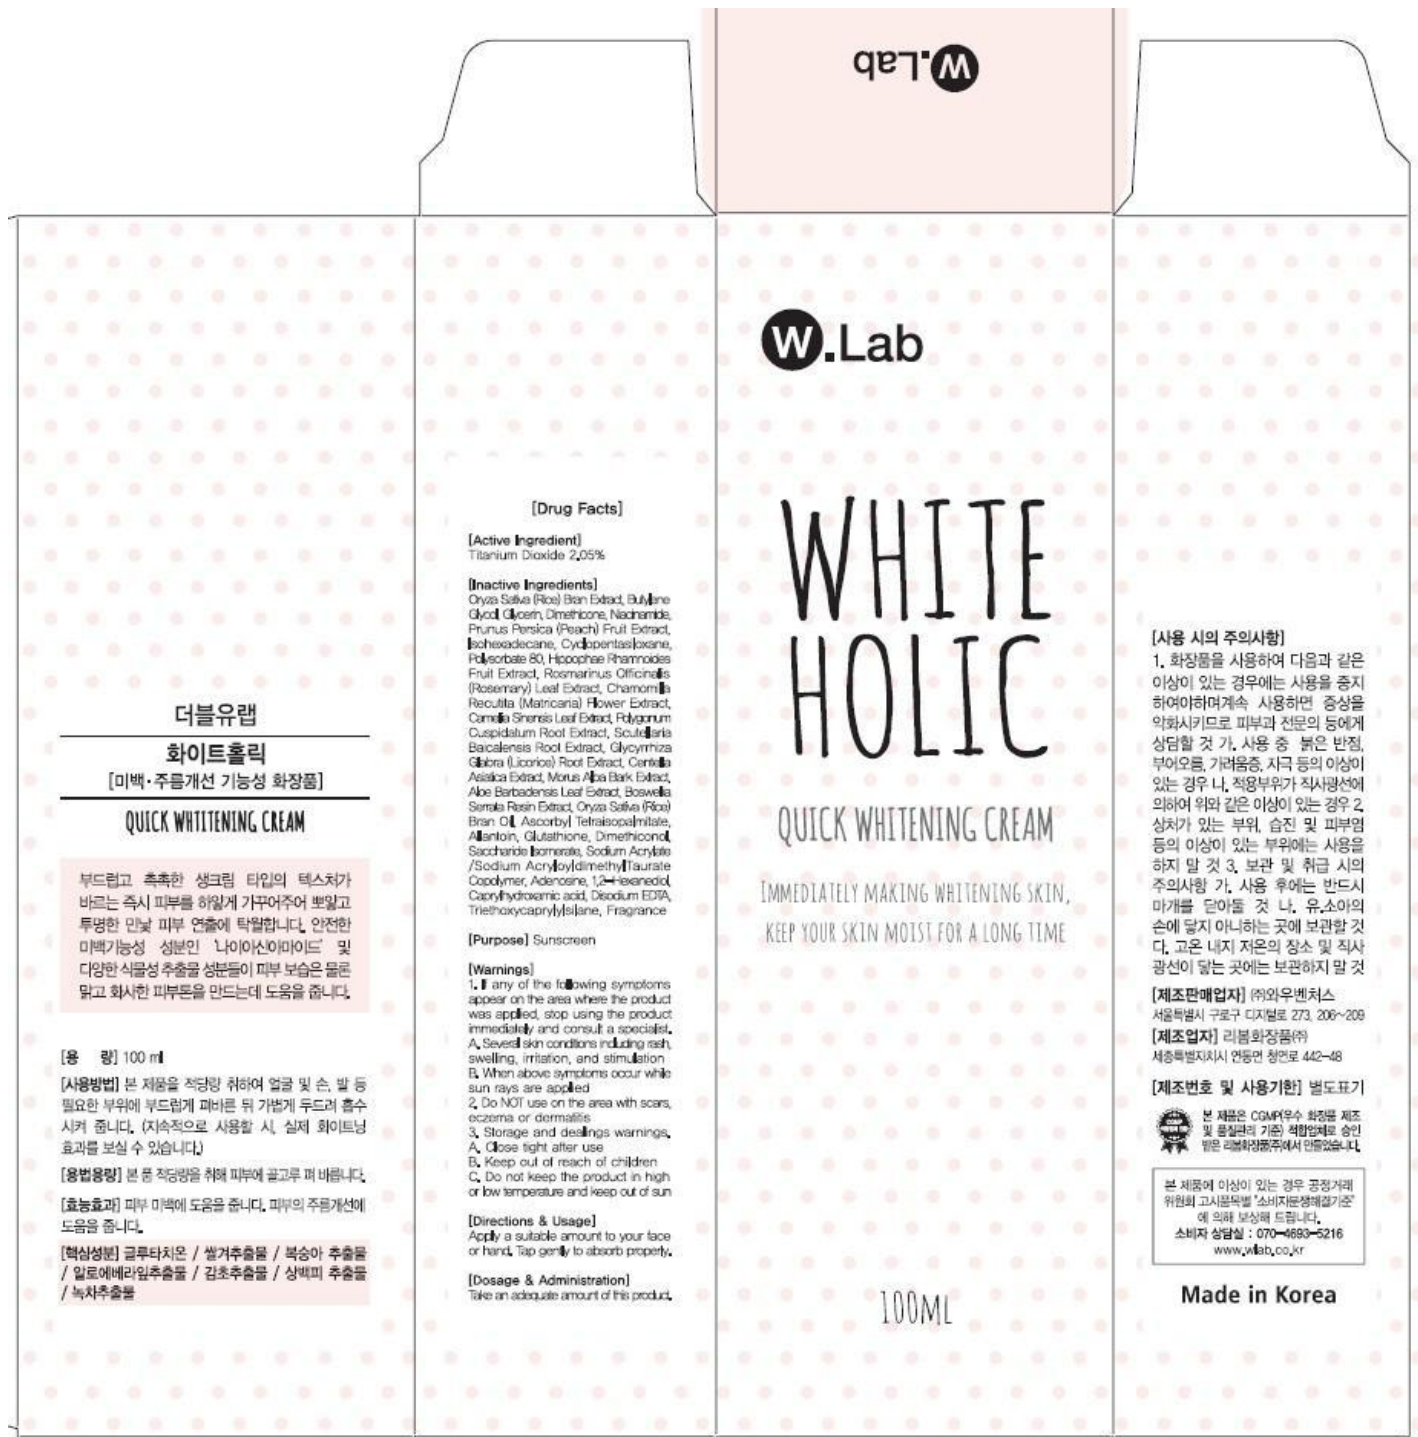 W.Lab
더블유랩
화이트홀릭
[미백·주름개선 기능성 화장품]
QUICK WHTITENING CREAM
부드럽고 촉촉한 생크림 타입의 텍스처가
바르는 즉시 피부를 하얗게 가꾸어주어 뽀얗고
투명한 민낯 피부 연출에 탁월합니다. 안전한
미백기능성 성분인 '나이아신아마이드' 및
다양한 식물성 추출물 성분들이 피부 보습은 물론
맑고 화사한 피부톤을 만드는데 도움을 줍니다.
[용 량] 100 ml
[사용방법] 본 제품을 적당량 취하여 얼굴 및 손, 발 등
필요한 부위에 부드럽게 펴바른 뒤 가볍게 두드려 흡수
시켜 줍니다. (지속적으로 사용할 시, 실제 화이트닝
효과를 보실 수 있습니다.)
[용법용량] 본 품 적당량을 취해 피부에 골고루 펴 바릅니다.
[효능효과] 피부 미백에 도움을 줍니다. 피부의 주름개선에
도움을 줍니다.
[핵심성분] 글루타치온 / 쌀겨추출물 / 복숭아 추출물
/ 알로에베라잎추출물 / 감초추출물 / 상백피 추출물
/ 녹차추출물
[Drug Facts]
[Active Ingredient]
Titanium Dioxide 2.05%
[Inactive Ingredients]
Oryza Sativa (Rice) Bran Extract, Butylene
Glycol, Glycerin, Dimethicone, Niacinamide,
Prunus Persica (Peach) Fruit Extract,
Isohexadecane, Cyclopentasiloxane,
Polysorbate 80, Hippophae Rhamnoides
Fruit Extract, Rosmarinus Officinalis
(Rosemary) Leaf Extract, Chamomilla
Recutita (Matricaria) Flower Extract,
Camellia Sinensis Leaf Extract, Polygonum
Cuspidatum Root Extract, Scutellaria
Baicalensis Root Extract, Glycyrrhiza
Glabra (Licorice) Root Extract, Centella
Asiatica Extract, Morus Alba Bark Extract,
Aloe Barbadensis Leaf Extract, Boswellia
Serrata Resin Extract, Oryza Sativa (Rice)
Bran Oil, Ascorbyl Tetraisopalmitate,
Allantoin, Glutathione, Dimethiconol,
Saccharide Isomerate, Sodium Acrylate
/Sodium AcryloyldimethylTaurate
Copolymer, Adenosine, 1,2-Hexanediol,
Caprylhydroxamic acid, Disodium EDTA,
Triethoxycaprylylsilane, Fragrance
[Purpose] Sunscreen
[Warnings]
1. If any of the following symptoms
appear on the area where the product
was applied, stop using the product
immediately and consult a specialist.
A. Several skin conditions including rash,
swelling, irritation, and stimulation
B. When above symptoms occur while
sun rays are applied
2. Do NOT use on the area with scars,
eczema or dermatitis
3. Storage and dealings warnings.
A. Close tight after use
B. Keep out of reach of children
C. Do not keep the product in high
or low temperature and keep out of sun
[Directions & Usage]
Apply a suitable amount to your face
or hand. Tap gently to absorb properly.
[Dosage & Administration]
Take an adequate amount of this product.
W.Lab
WHITE
HOLIC
QUICK WHITENING CREAM
IMMEDIATELY MAKING WHITENING SKIN,
KEEP YOUR SKIN MOIST FOR A LONG TIME
100ML
[사용 시의 주의사항]
1. 화장품을 사용하여 다음과 같은
이상이 있는 경우에는 사용을 중지
하여야하며계속 사용하면 증상을
악화시키므로 피부과 전문의 등에게
상담할 것 가. 사용 중 붉은 반점,
부어오름, 가려움증, 자극 등의 이상이
있는 경우 나. 적용부위가 직사광선에
의하여 위와 같은 이상이 있는 경우 2.
상처가 있는 부위, 습진 및 피부염
등의 이상이 있는 부위에는 사용을
하지 말 것 3. 보관 및 취급 시의
주의사항 가. 사용 후에는 반드시
마개를 닫아둘 것 나. 유.소아의
손에 닿지 아니하는 곳에 보관할 것
다. 고온 내지 저온의 장소 및 직사
광선이 닿는 곳에는 보관하지 말 것
[제조판매업자] ㈜와우벤처스
서울특별시 구로구 디지털로 273, 206~209
[제조업자] 리봄화장품㈜
세종특별자치시 연동면 청연로 442-48
[제조번호 및 사용기한] 별도표기
본 제품은 CGMP(우수 화장품 제조
및 품질관리 기준) 적합업체로 승인
받은 리봄화장품(주)에서 만들었습니다.
본 제품에 이상이 있는 경우 공정거래
위원회 고시품목별 "소비자분쟁해결기준"
에 의해 보상해 드립니다.
소비자 상담실 : 070-4693-5216
www.wlab.co.kr
Made in Korea